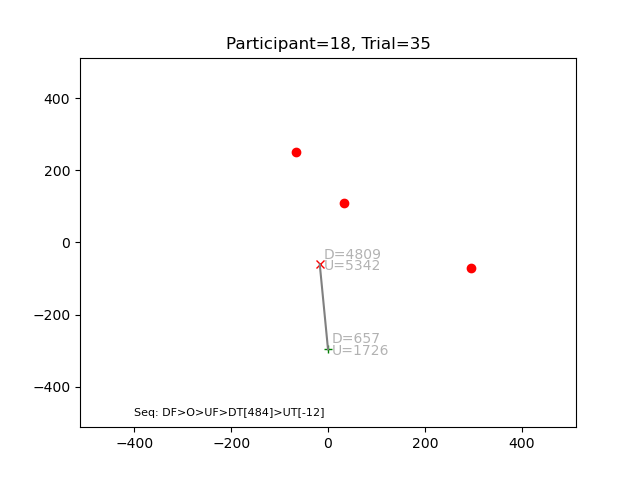 Participant=18, Trial=35
400
200
0
−200
−400
D=4809
U=5342
D=657
U=1726
Seq: DF>O>UF>DT[484]>UT[-12]
−400
−200
0
200
400